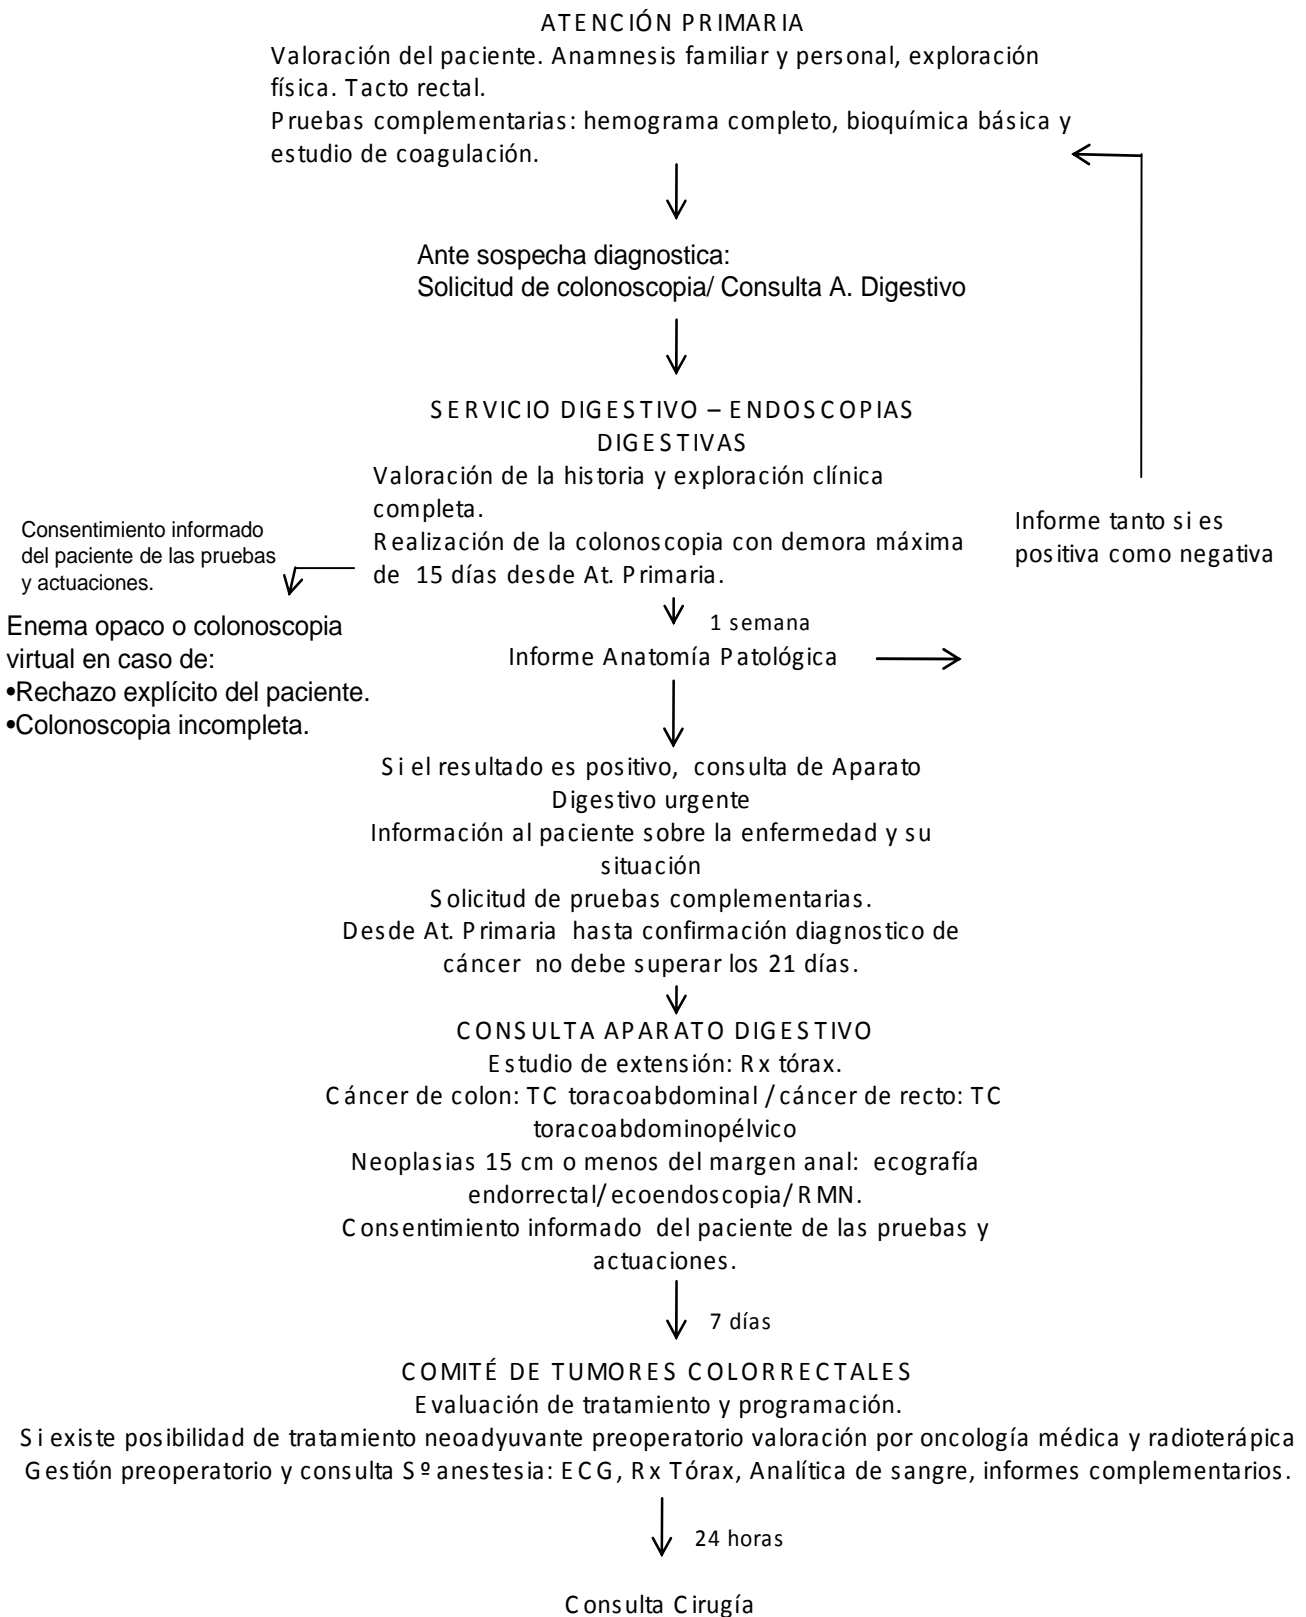 ATENCIÓN PRIMARIA
Valoración del paciente. Anamnesis familiar y personal, exploración
física. Tacto rectal.
Pruebas complementarias: hemograma completo, bioquímica básica y
estudio de coagulación.
Ante sospecha diagnostica:
Solicitud de colonoscopia/ Consulta A. Digestivo
SERVICIO DIGESTIVO – ENDOSCOPIAS
DIGESTIVAS
Valoración de la historia y exploración clínica
completa.
Realización de la colonoscopia con demora máxima
de 15 días desde At. Primaria.
Informe tanto si es
positiva como negativa
Consentimiento informado
del paciente de las pruebas
y actuaciones.
Enema opaco o colonoscopia
virtual en caso de:
•Rechazo explícito del paciente.
•Colonoscopia incompleta.
1 semana
Informe Anatomía Patológica
Si el resultado es positivo, consulta de Aparato
Digestivo urgente
Información al paciente sobre la enfermedad y su
situación
Solicitud de pruebas complementarias.
Desde At. Primaria hasta confirmación diagnostico de
cáncer no debe superar los 21 días.
CONSULTA APARATO DIGESTIVO
Estudio de extensión: Rx tórax.
Cáncer de colon: TC toracoabdominal /cáncer de recto: TC
toracoabdominopélvico
Neoplasias 15 cm o menos del margen anal: ecografía
endorrectal/ecoendoscopia/RMN.
Consentimiento informado del paciente de las pruebas y
actuaciones.
7 días
COMITÉ DE TUMORES COLORRECTALES
Evaluación de tratamiento y programación.
Si existe posibilidad de tratamiento neoadyuvante preoperatorio valoración por oncología médica y radioterápica
Gestión preoperatorio y consulta Sº anestesia: ECG, Rx Tórax, Analítica de sangre, informes complementarios.
24 horas
Consulta Cirugía